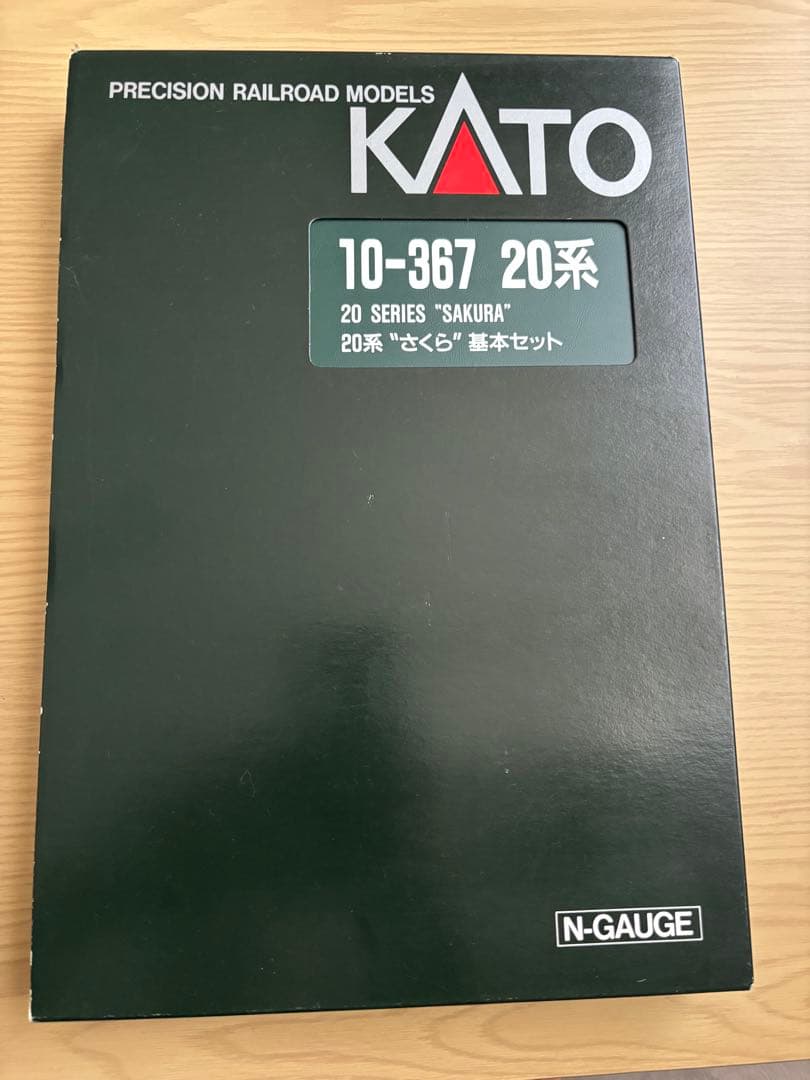 PRECISION RAILROAD MODELS
KATO
10-367 20系
20 SERIES "SAKURA"
20系 "さくら" 基本セット
N-GAUGE